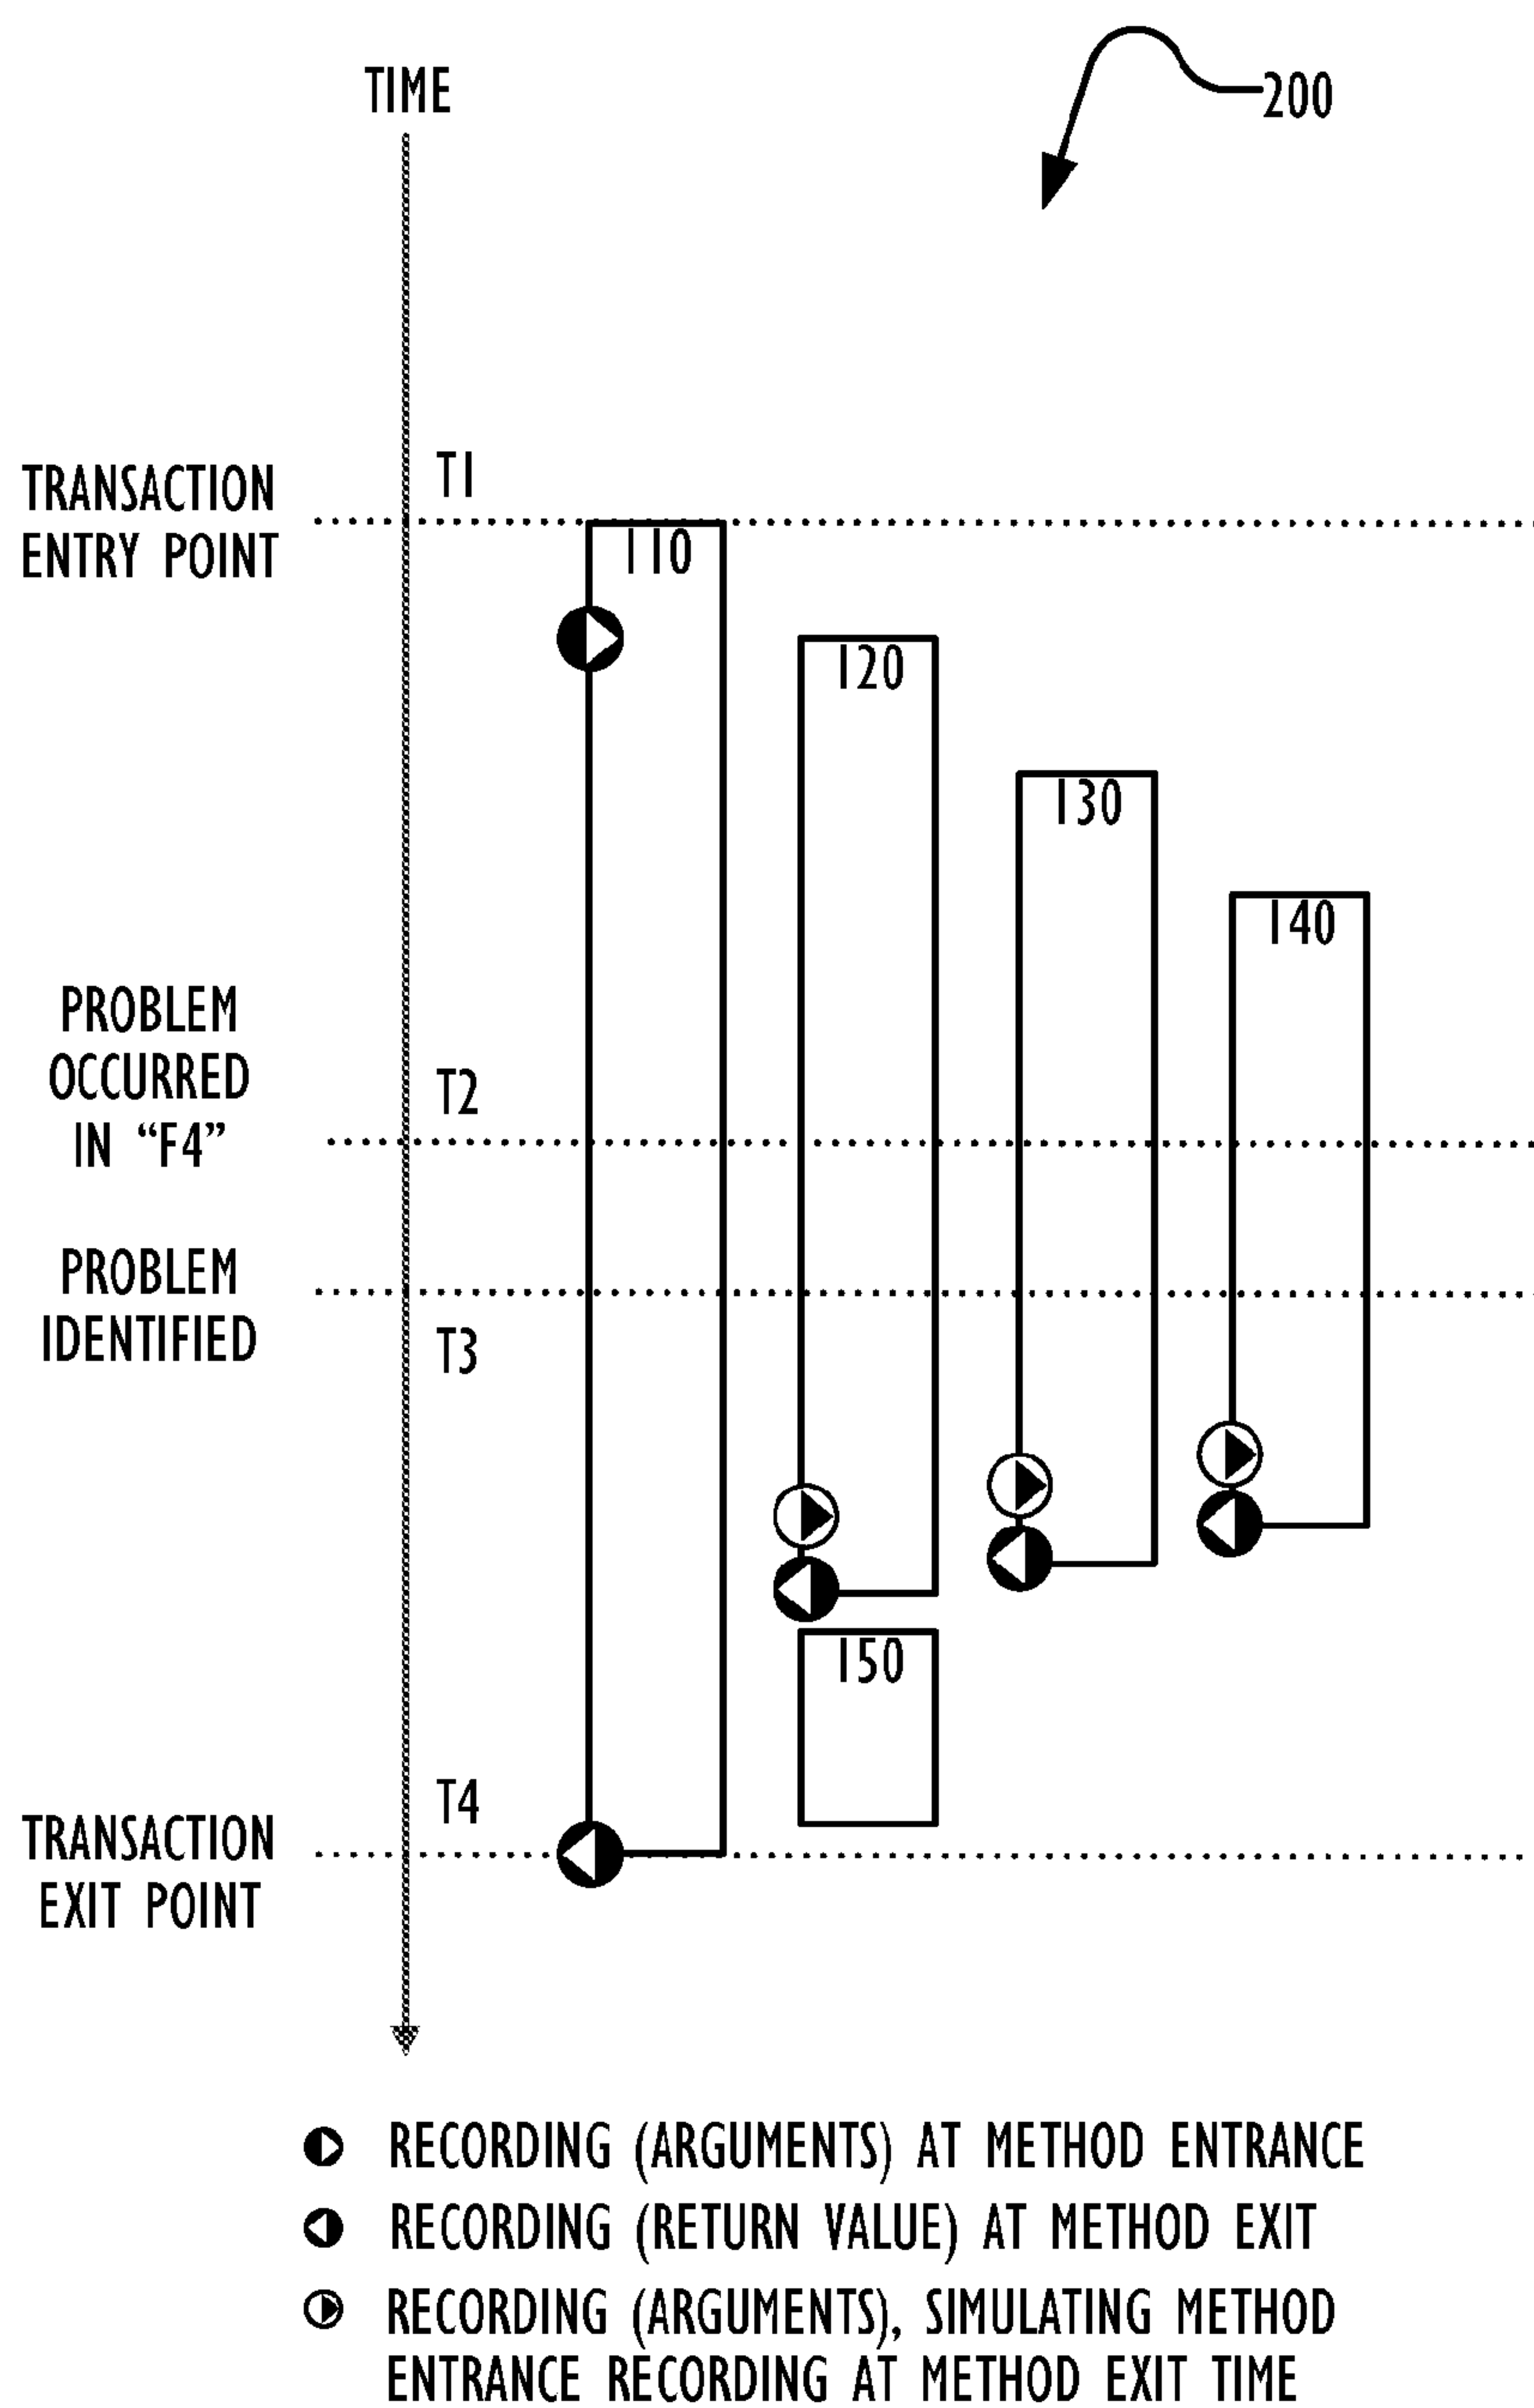 TIME
200
T1
TRANSACTION
ENTRY POINT
110
120
130
140
PROBLEM
OCCURRED
IN “F4”
T2
PROBLEM
IDENTIFIED
T3
150
T4
TRANSACTION
EXIT POINT
RECORDING (ARGUMENTS) AT METHOD ENTRANCE
RECORDING (RETURN VALUE) AT METHOD EXIT
RECORDING (ARGUMENTS), SIMULATING METHOD
ENTRANCE RECORDING AT METHOD EXIT TIME